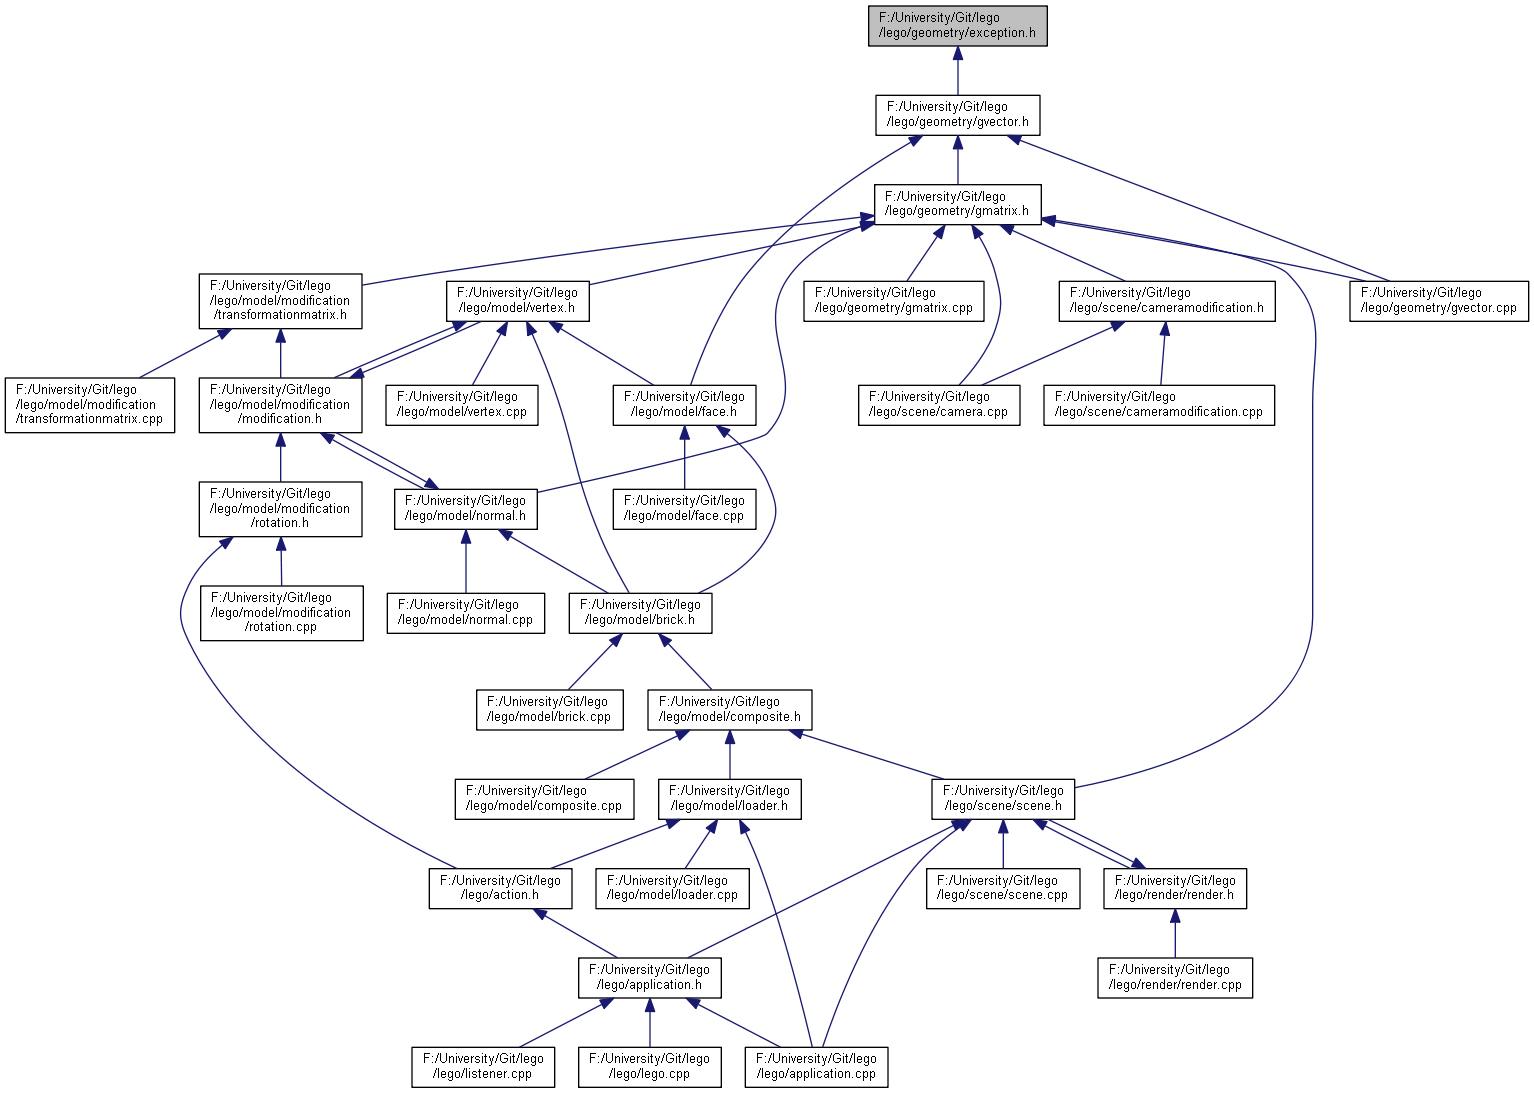 F:/University/Git/lego
/lego/geometry/exception.h
F:/University/Git/lego
/lego/geometry/gvector.h
F:/University/Git/lego
/lego/geometry/gmatrix.h
F:/University/Git/lego
/lego/model/modification
/transformationmatrix.h
F:/University/Git/lego
/lego/model/vertex.h
F:/University/Git/lego
/lego/geometry/gmatrix.cpp
F:/University/Git/lego
/lego/scene/cameramodification.h
F:/University/Git/lego
/lego/geometry/gvector.cpp
F:/University/Git/lego
/lego/model/modification
/transformationmatrix.cpp
F:/University/Git/lego
/lego/model/modification
/modification.h
F:/University/Git/lego
/lego/model/vertex.cpp
F:/University/Git/lego
/lego/model/face.h
F:/University/Git/lego
/lego/scene/camera.cpp
F:/University/Git/lego
/lego/scene/cameramodification.cpp
F:/University/Git/lego
/lego/model/modification
/rotation.h
F:/University/Git/lego
/lego/model/normal.h
F:/University/Git/lego
/lego/model/face.cpp
F:/University/Git/lego
/lego/model/modification
/rotation.cpp
F:/University/Git/lego
/lego/model/normal.cpp
F:/University/Git/lego
/lego/model/brick.h
F:/University/Git/lego
/lego/model/brick.cpp
F:/University/Git/lego
/lego/model/composite.h
F:/University/Git/lego
/lego/model/composite.cpp
F:/University/Git/lego
/lego/model/loader.h
F:/University/Git/lego
/lego/scene/scene.h
F:/University/Git/lego
/lego/action.h
F:/University/Git/lego
/lego/model/loader.cpp
F:/University/Git/lego
/lego/scene/scene.cpp
F:/University/Git/lego
/lego/render/render.h
F:/University/Git/lego
/lego/application.h
F:/University/Git/lego
/lego/render/render.cpp
F:/University/Git/lego
/lego/listener.cpp
F:/University/Git/lego
/lego/lego.cpp
F:/University/Git/lego
/lego/application.cpp